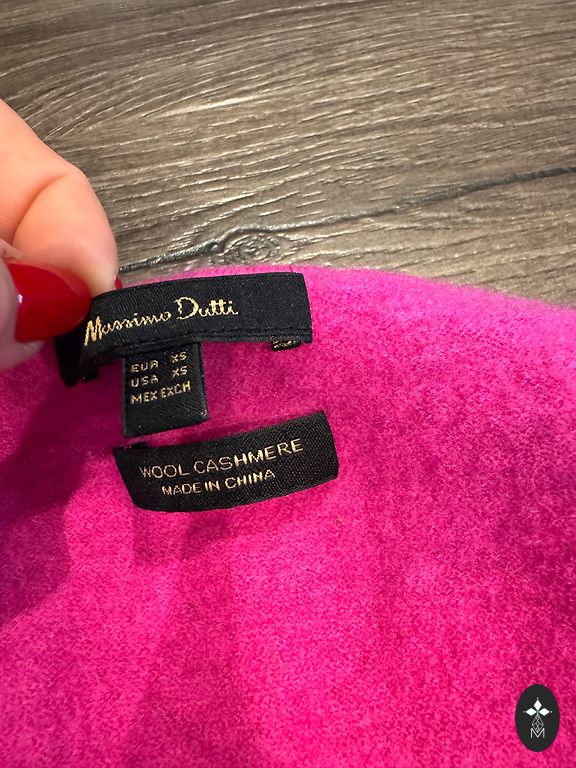 Massimo Dutti
EUR XS
USA XS
MEX EXCH
WOOL CASHMERE
MADE IN CHINA
M